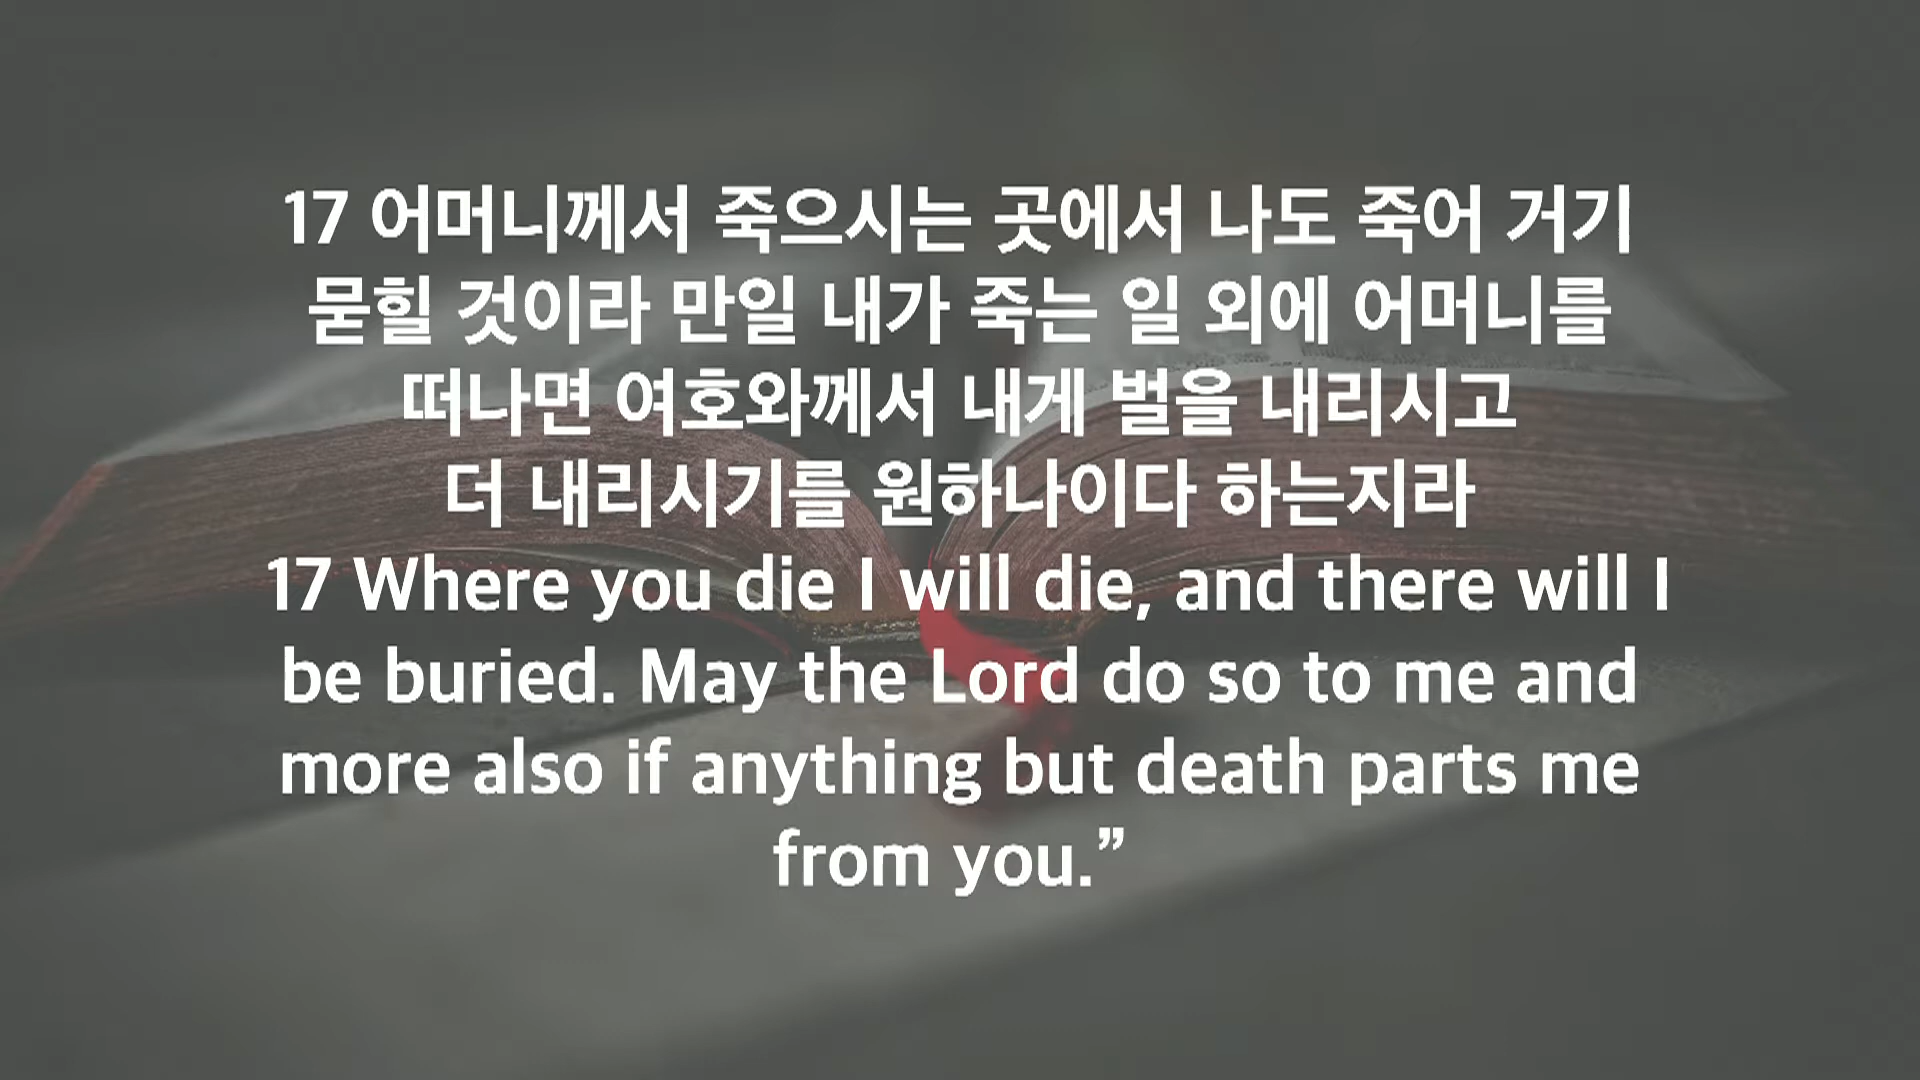 17 어머니께서 죽으시는 곳에서 나도 죽어 거기
묻힐 것이라 만일 내가 죽는 일 외에 어머니를
떠나면 여호와께서 내게 벌을 내리시고
더 내리시기를 원하나이다 하는지라
17 Where you die I will die, and there will I
be buried. May the Lord do so to me and
more also if anything but death parts me
from you.”